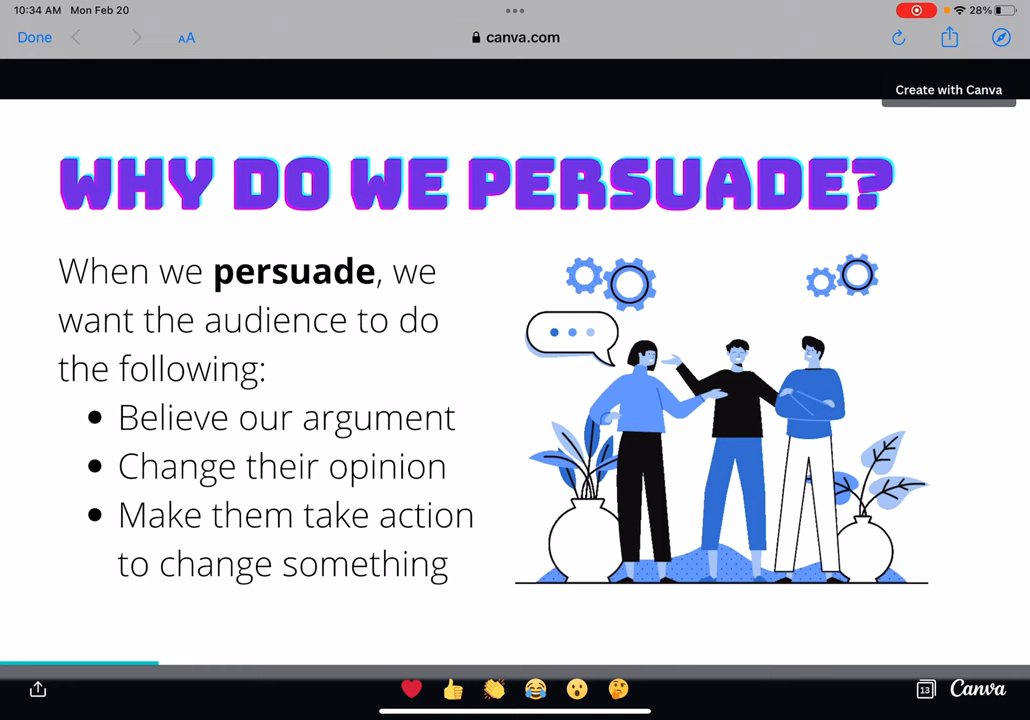 10:34 AM Mon Feb 20
28%
Done
AA
canva.com
Create with Canva
WHY DO WE PERSUADE?
When we persuade, we
want the audience to do
the following:
• Believe our argument
• Change their opinion
• Make them take action
to change something
13
Canva